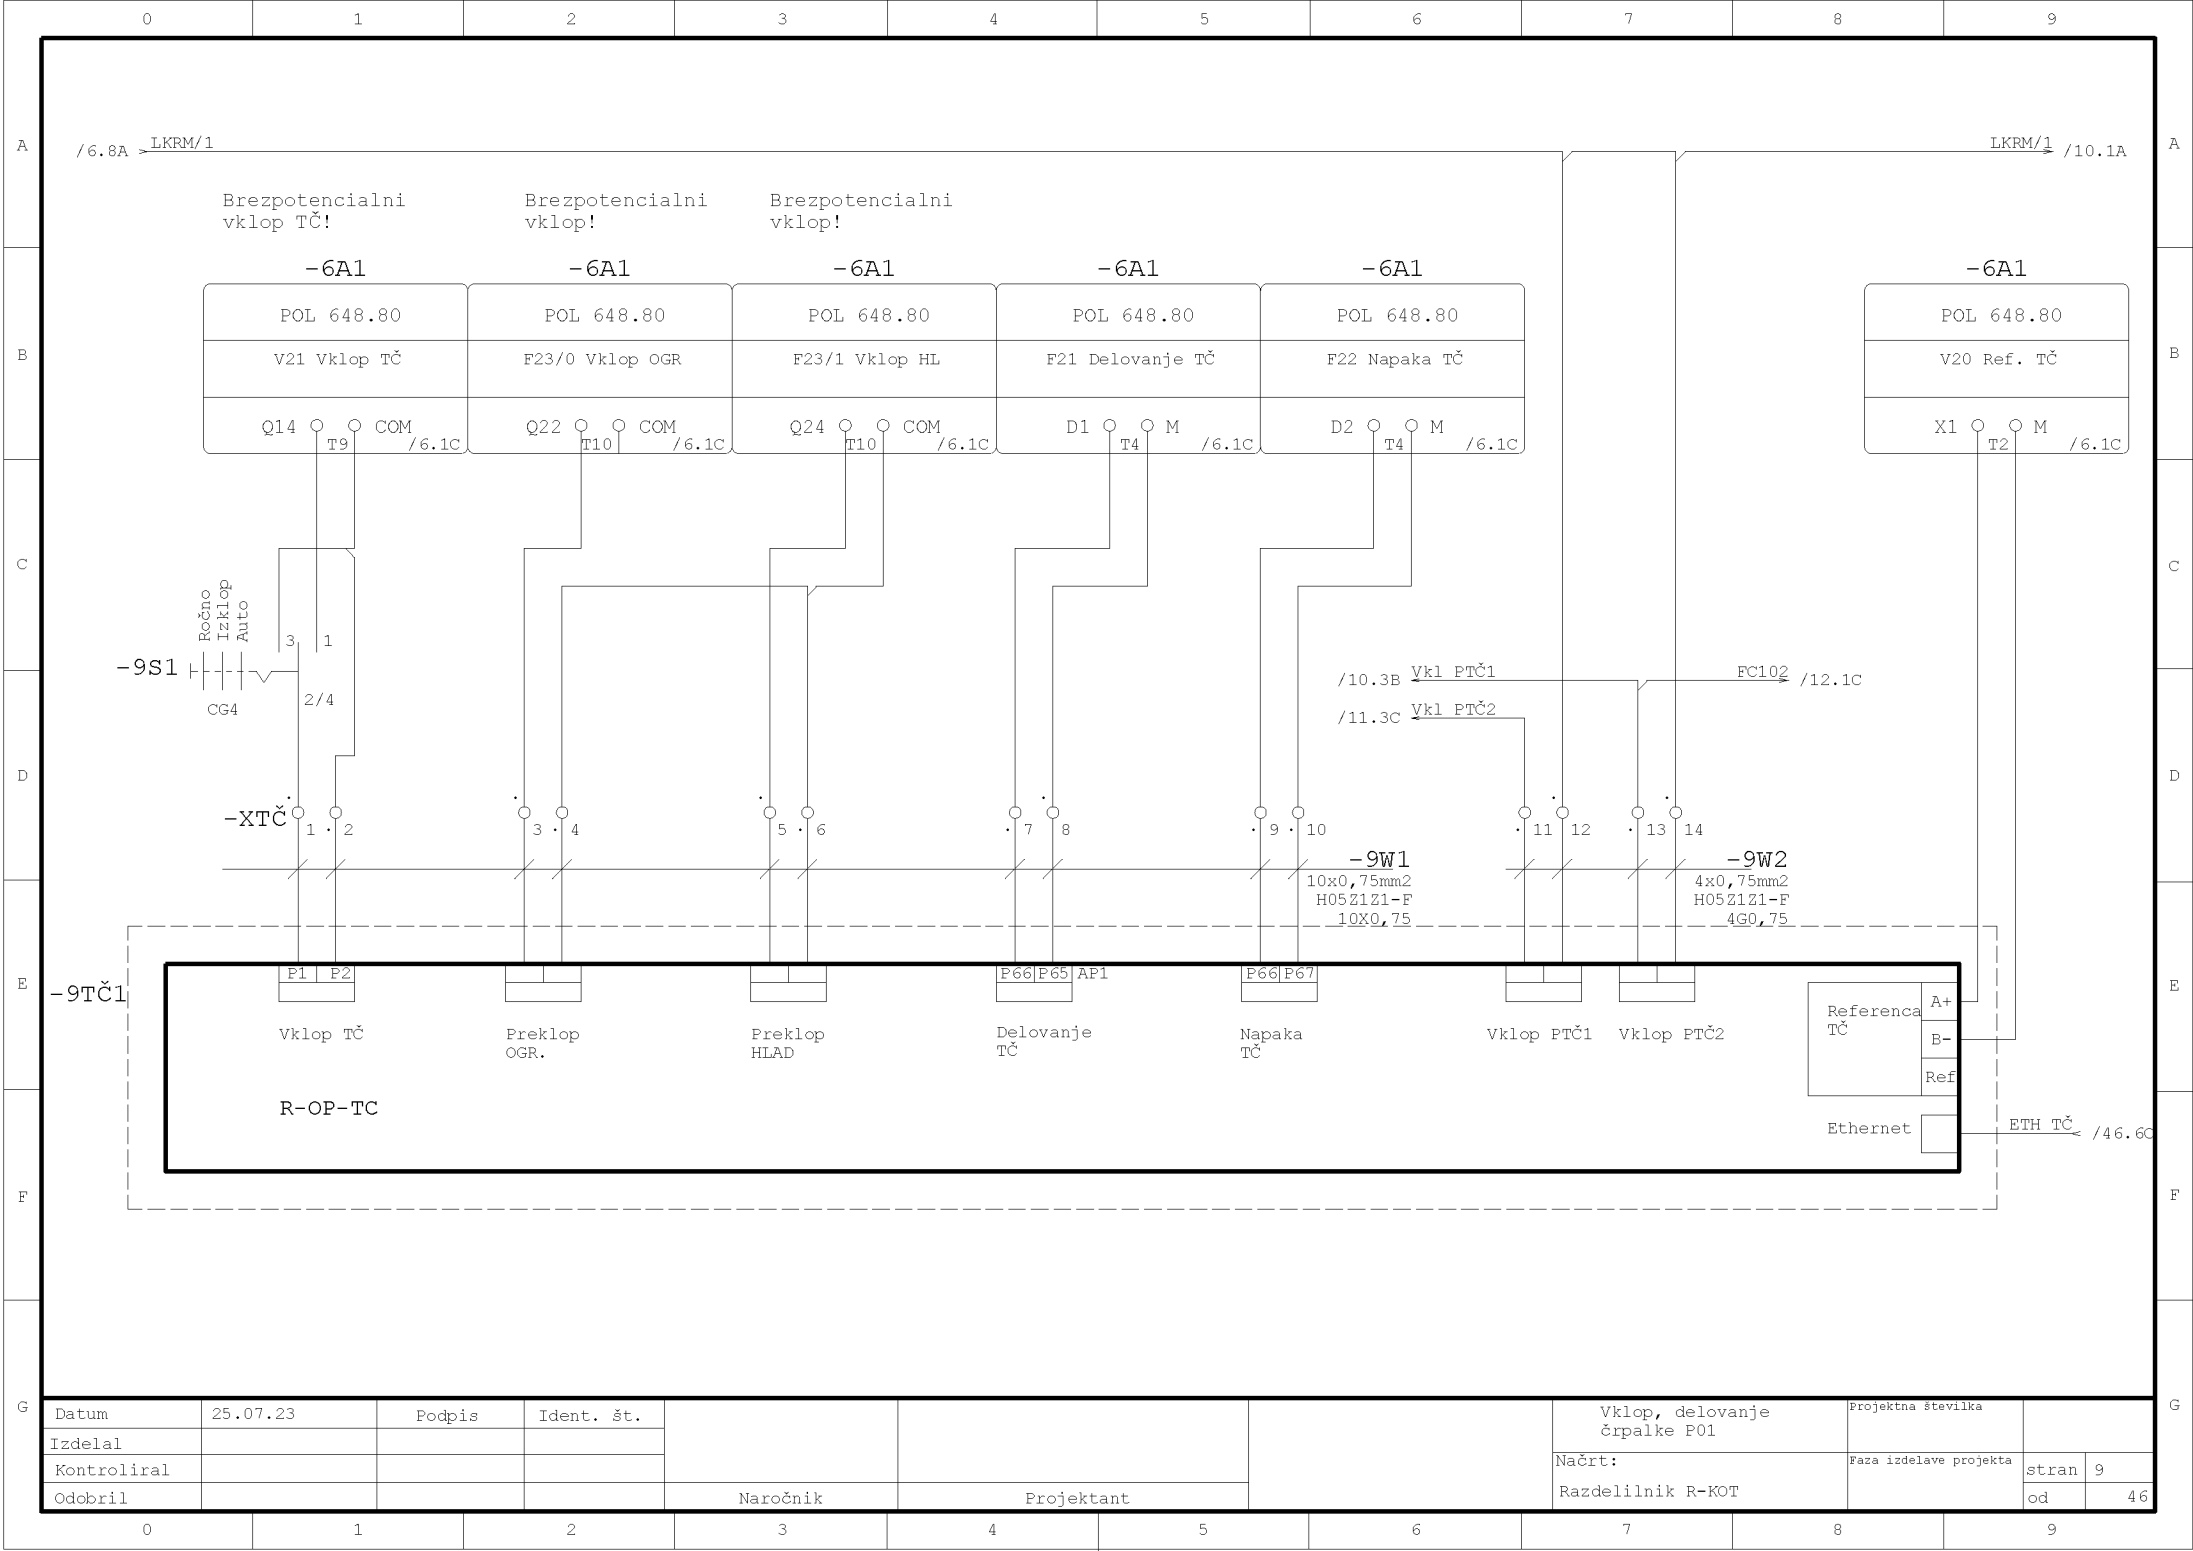 0 1 2 3 4 5 6 7 8 9
A A
/6.8A LKRM/1 LKRM/1 /10.1A
Brezpotencialni Brezpotencialni Brezpotencialni
vklop TČ! vklop! vklop!
-6A1 -6A1 -6A1 -6A1 -6A1 -6A1
POL 648.80 POL 648.80 POL 648.80 POL 648.80 POL 648.80 POL 648.80
B B
V21 Vklop TČ F23/0 Vklop OGR F23/1 Vklop HL F21 Delovanje TČ F22 Napaka TČ V20 Ref. TČ
Q14 COM Q22 COM Q24 COM D1 M D2 M X1 M
T9 /6.1C T10 /6.1C T10 /6.1C T4 /6.1C T4 /6.1C T2 /6.1C
C C
Ročno
Izklop
Auto
3 1
-9S1
2/4
CG4
/10.3B Vkl PTČ1 FC102 /12.1C
/11.3C Vkl PTČ2
D D
-XTČ
1 2 3 4 5 6 7 8 9 10 11 12 13 14
-9W1 -9W2
10x0,75mm2 4x0,75mm2
H05Z1Z1-F H05Z1Z1-F
10X0,75 4G0,75
E E
-9TČ1
P1 P2 P66 P65 AP1 P66 P67
Vklop TČ
Preklop
OGR.
Preklop
HLAD
Delovanje
TČ
Napaka
TČ
Vklop PTČ1
Vklop PTČ2
Referenca
TČ
A+
B-
Ref
R-OP-TC
Ethernet
ETH TČ /46.6C
F F
G G
Datum 25.07.23 Podpis Ident. št.
Izdelal
Kontroliral
Odobril
Naročnik Projektant
Vklop, delovanje
črpalke P01
Načrt:
Razdelilnik R-KOT
Projektna številka
Faza izdelave projekta
stran 9
od 46
0 1 2 3 4 5 6 7 8 9